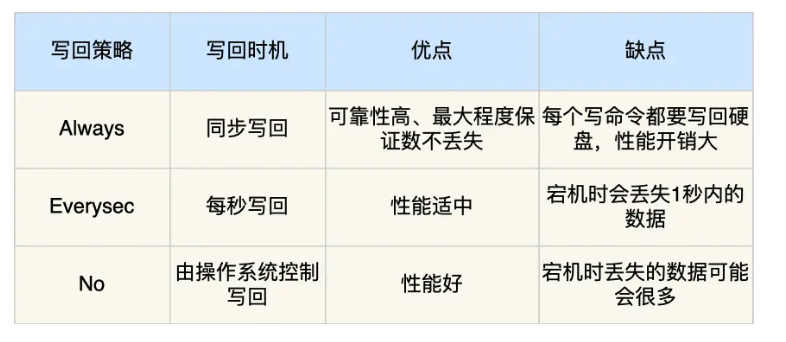 写回策略 写回时机 优点 缺点
Always 同步写回 可靠性高、最大程度保
证数不丢失 每个写命令都要写回硬
盘，性能开销大
Everysec 每秒写回 性能适中 宕机时会丢失1秒内的
数据
No 由操作系统控制
写回 性能好 宕机时丢失的数据可能
会很多